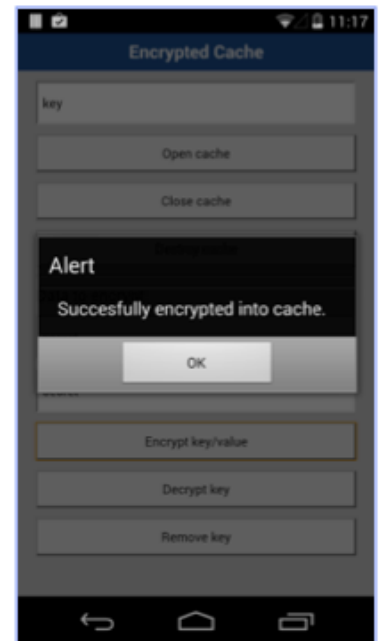 11:17
Encrypted Cache
key
Open cache
Close cache
Alert
Succesfully encrypted into cache.
OK
Encrypt key/value
Decrypt key
Remove key